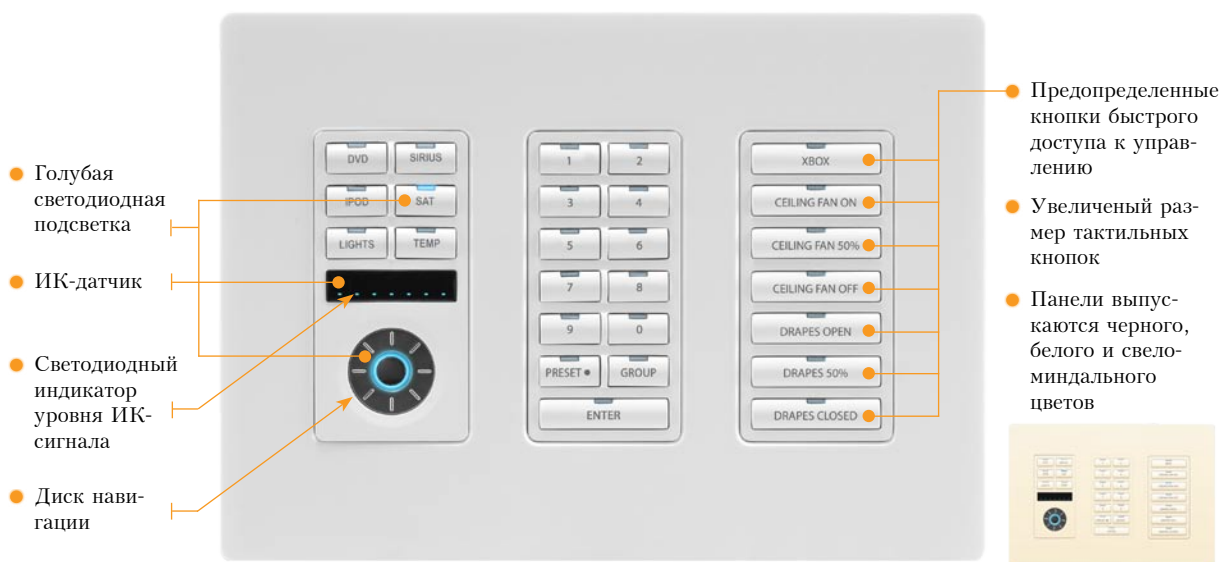 Голубая
светодиодная
подсветка
ИК-датчик
Светодиодный
индикатор
уровня ИК-
сигнала
Диск нави-
гации
DVD
SIRIUS
IPOD
SAT
LIGHTS
TEMP
1
2
3
4
5
6
7
8
9
0
PRESET
GROUP
ENTER
XBOX
CEILING FAN ON
CEILING FAN 50%
CEILING FAN OFF
DRAPES OPEN
DRAPES 50%
DRAPES CLOSED
Предопределенные
кнопки быстрого
доступа к управ-
лению
Увеличеный раз-
мер тактильных
кнопок
Панели выпус-
каются черного,
белого и свело-
миндального
цветов